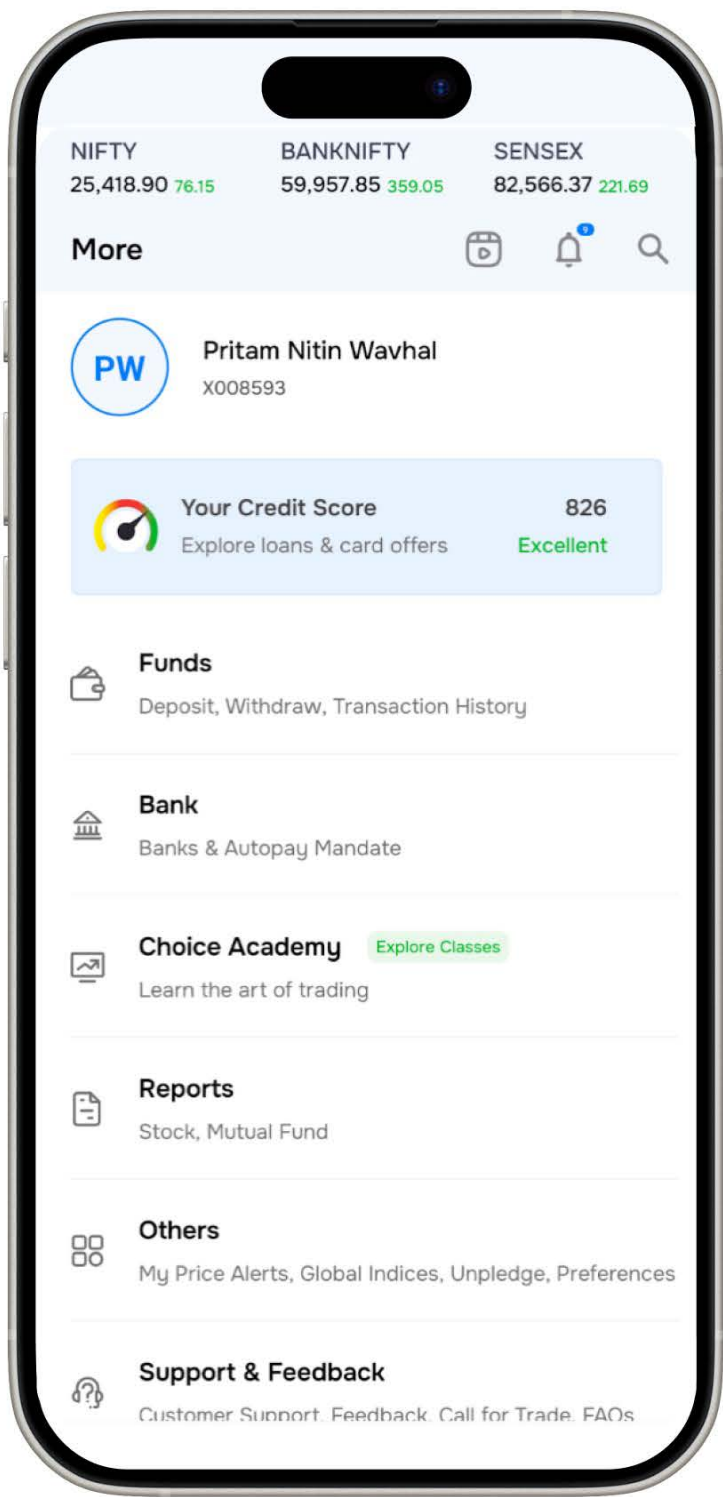 NIFTY BANKNIFTY SENSEX
25,418.90 76.15 59,957.85 359.05 82,566.37 221.69
More 9
PW
Pritam Nitin Wavhal
X008593
Your Credit Score 826
Explore loans & card offers Excellent
Funds
Deposit, Withdraw, Transaction History
Bank
Banks & Autopay Mandate
Choice Academy Explore Classes
Learn the art of trading
Reports
Stock, Mutual Fund
Others
My Price Alerts, Global Indices, Unpledge, Preferences
Support & Feedback
Customer Support, Feedback, Call for Trade, FAQs